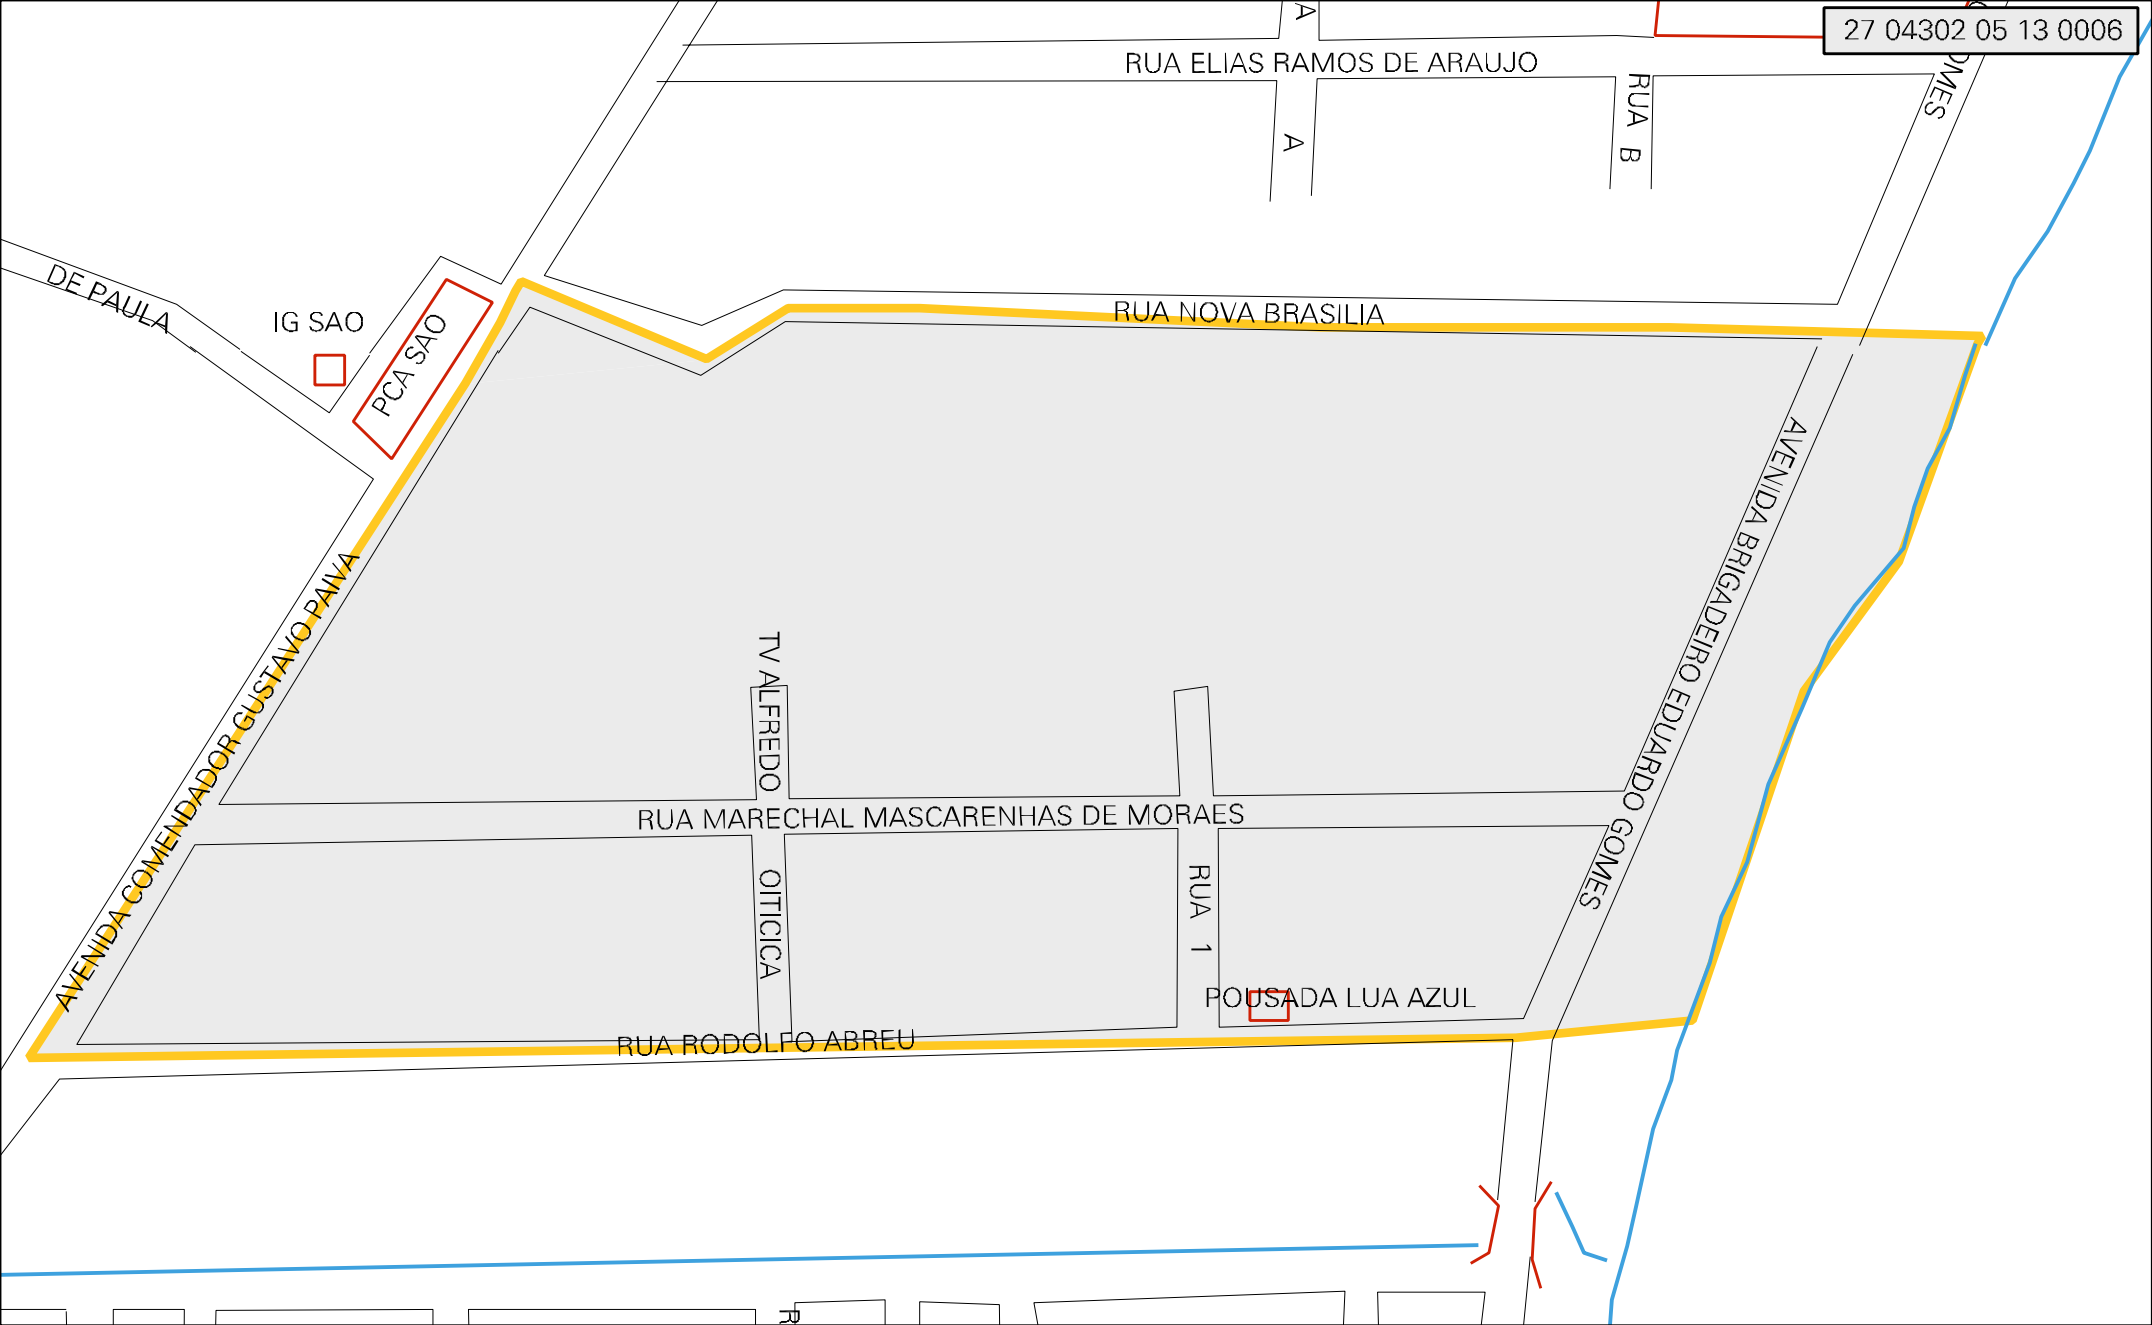 27 04302 05 13 0006
A
RUA ELIAS RAMOS DE ARAUJO
OMES
RUA B
A
DE PAULA
IG SAO
PCA SAO
RUA NOVA BRASILIA
AVENIDA BRIGADEIRO EDUARDO GOMES
AVENIDA COMENDADOR GUSTAVO PAIVA
TV ALFREDO OITICICA
RUA MARECHAL MASCARENHAS DE MORAES
RUA 1
POUSADA LUA AZUL
RUA RODOLFO ABREU
R